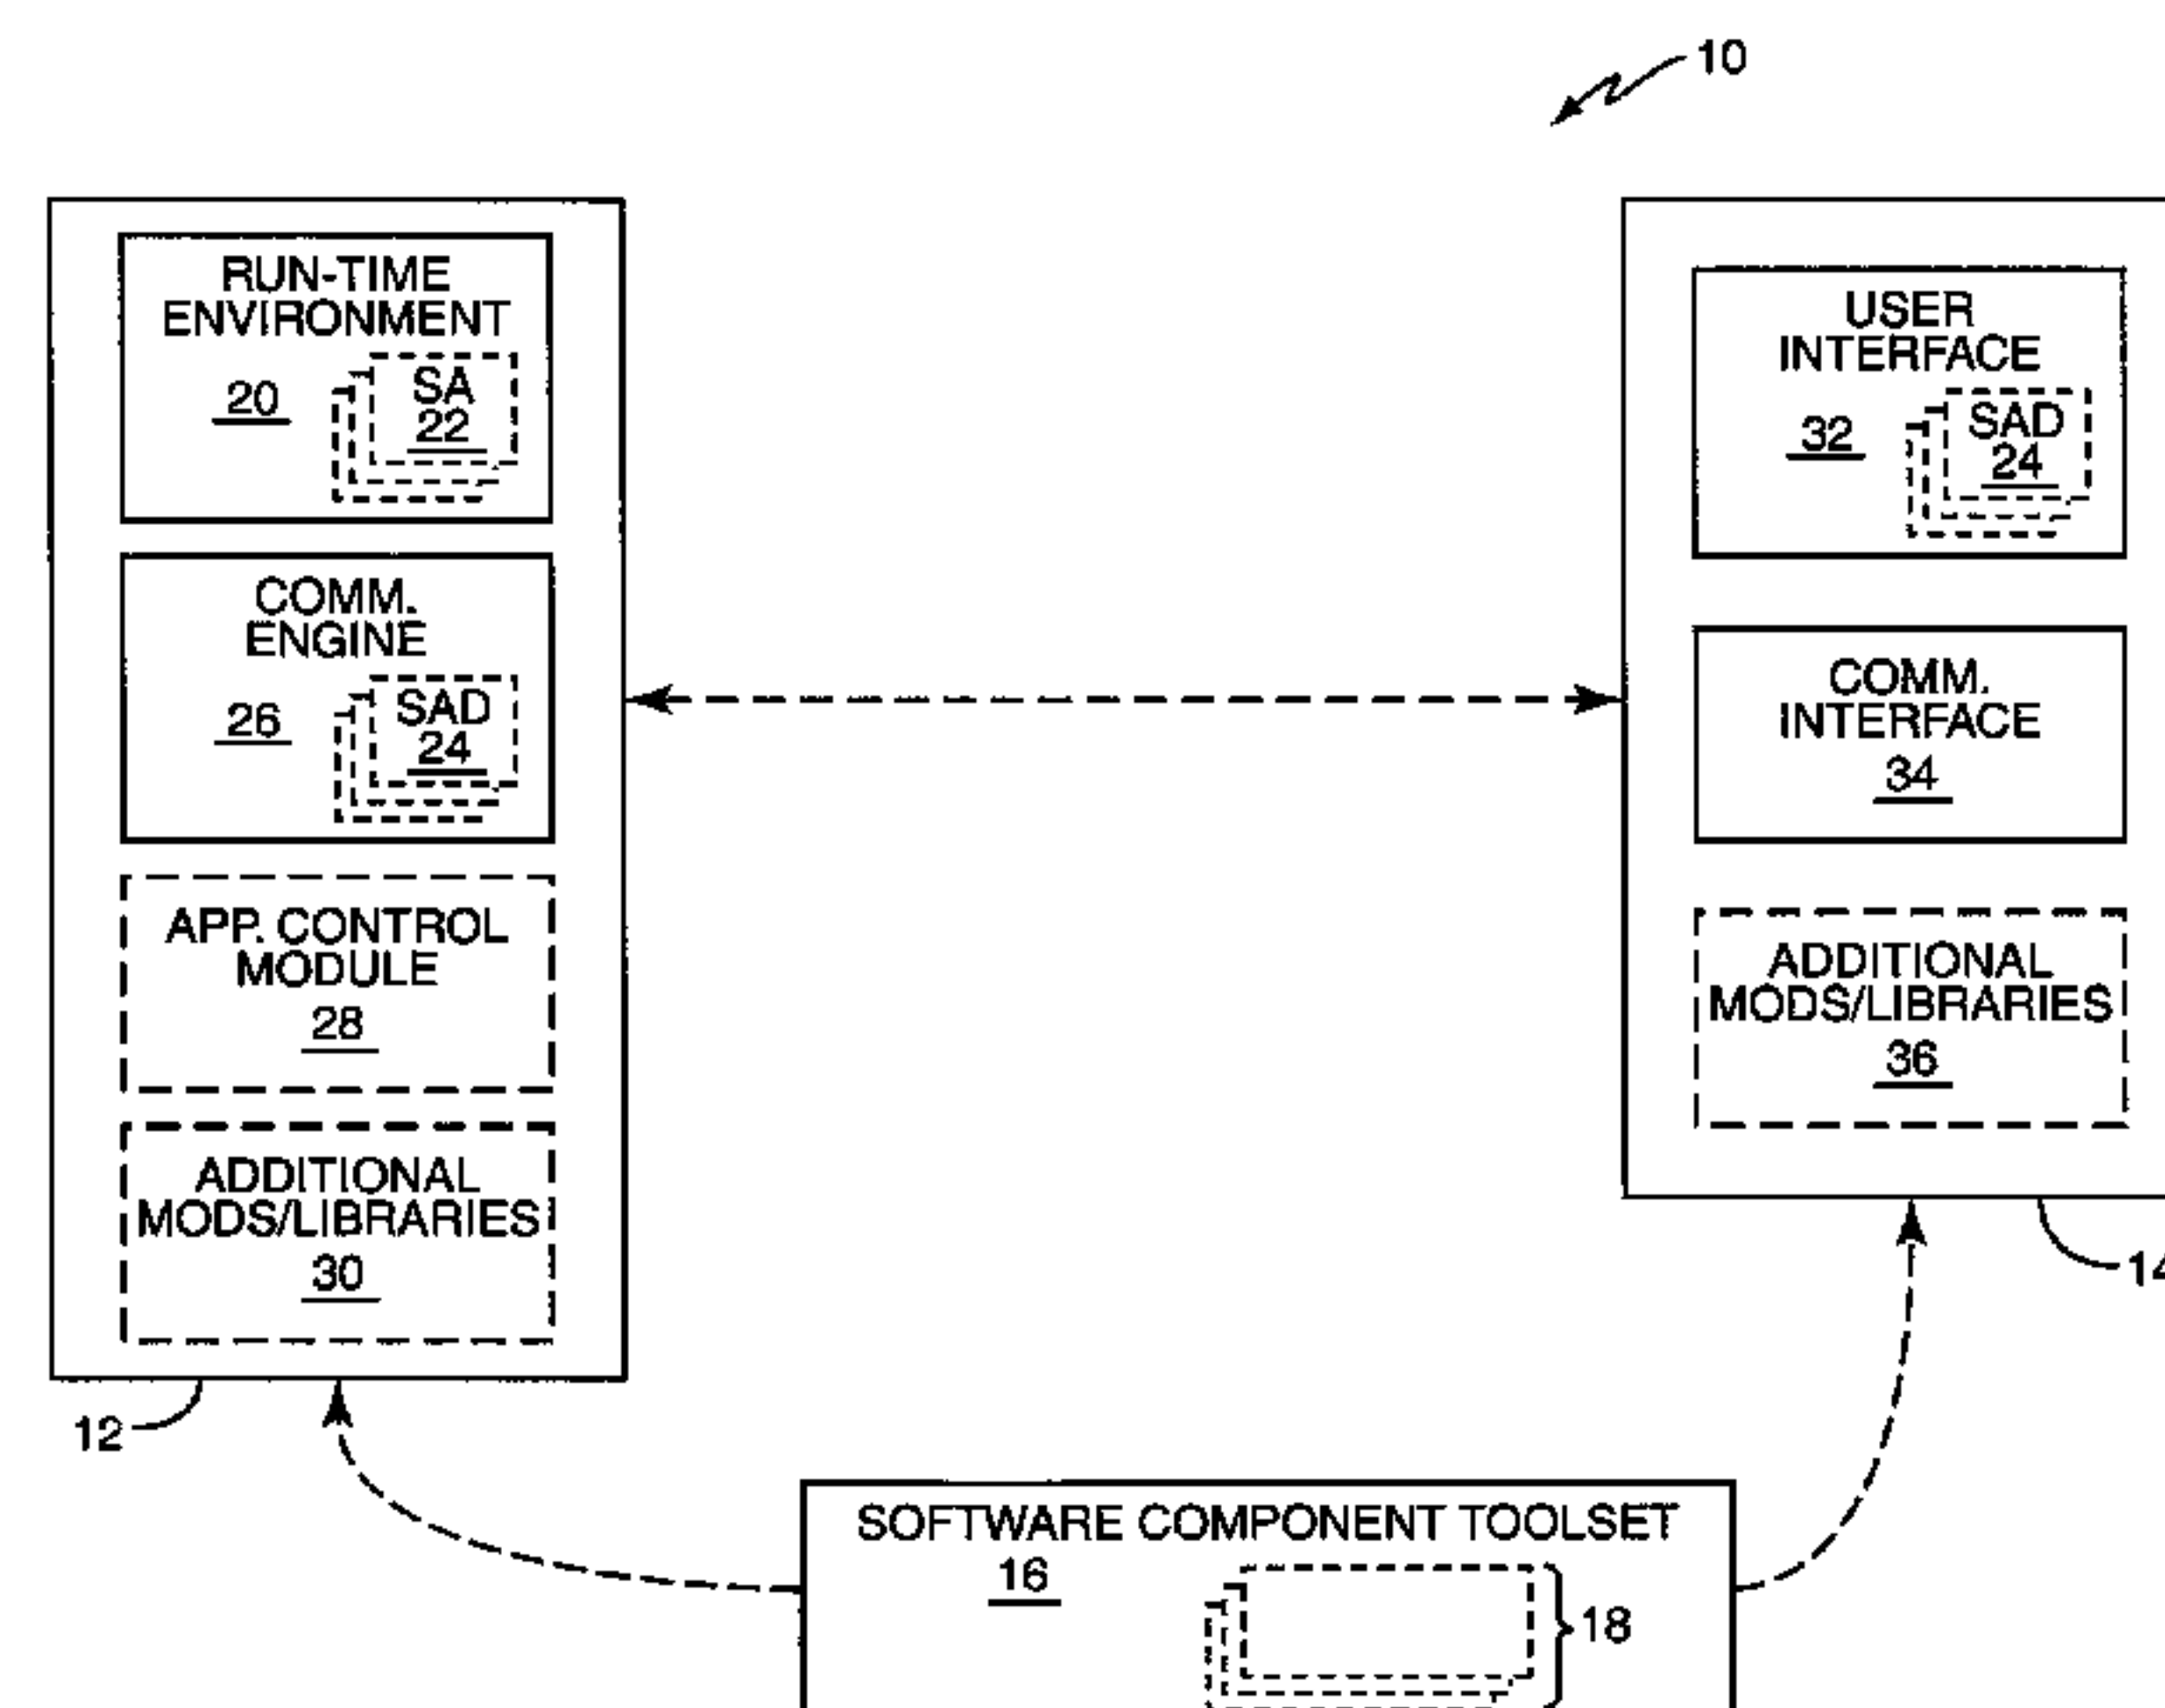 10
RUN-TIME
ENVIRONMENT
20
SA
22
COMM.
ENGINE
26
SAD
24
APP. CONTROL
MODULE
28
ADDITIONAL
MODS/LIBRARIES
30
12
USER
INTERFACE
32
SAD
24
COMM.
INTERFACE
34
ADDITIONAL
MODS/LIBRARIES
36
14
SOFTWARE COMPONENT TOOLSET
16
18